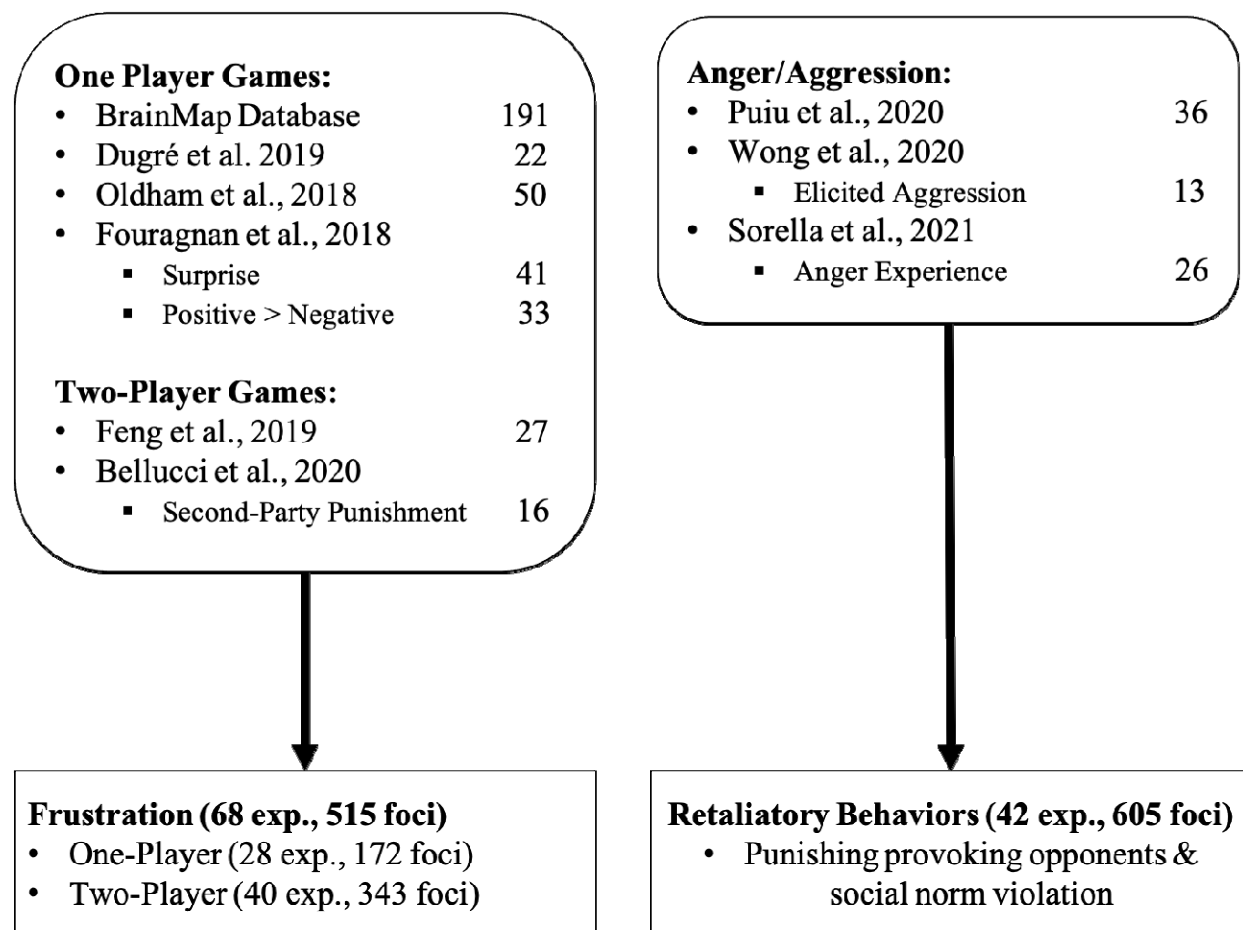 One Player Games:
• BrainMap Database 191
• Dugré et al. 2019 22
• Oldham et al., 2018 50
• Fouragnan et al., 2018
▪ Surprise 41
▪ Positive > Negative 33
Two-Player Games:
• Feng et al., 2019 27
• Bellucci et al., 2020
▪ Second-Party Punishment 16
Anger/Aggression:
• Puiu et al., 2020 36
• Wong et al., 2020
▪ Elicited Aggression 13
• Sorella et al., 2021
▪ Anger Experience 26
Frustration (68 exp., 515 foci)
• One-Player (28 exp., 172 foci)
• Two-Player (40 exp., 343 foci)
Retaliatory Behaviors (42 exp., 605 foci)
• Punishing provoking opponents &
social norm violation